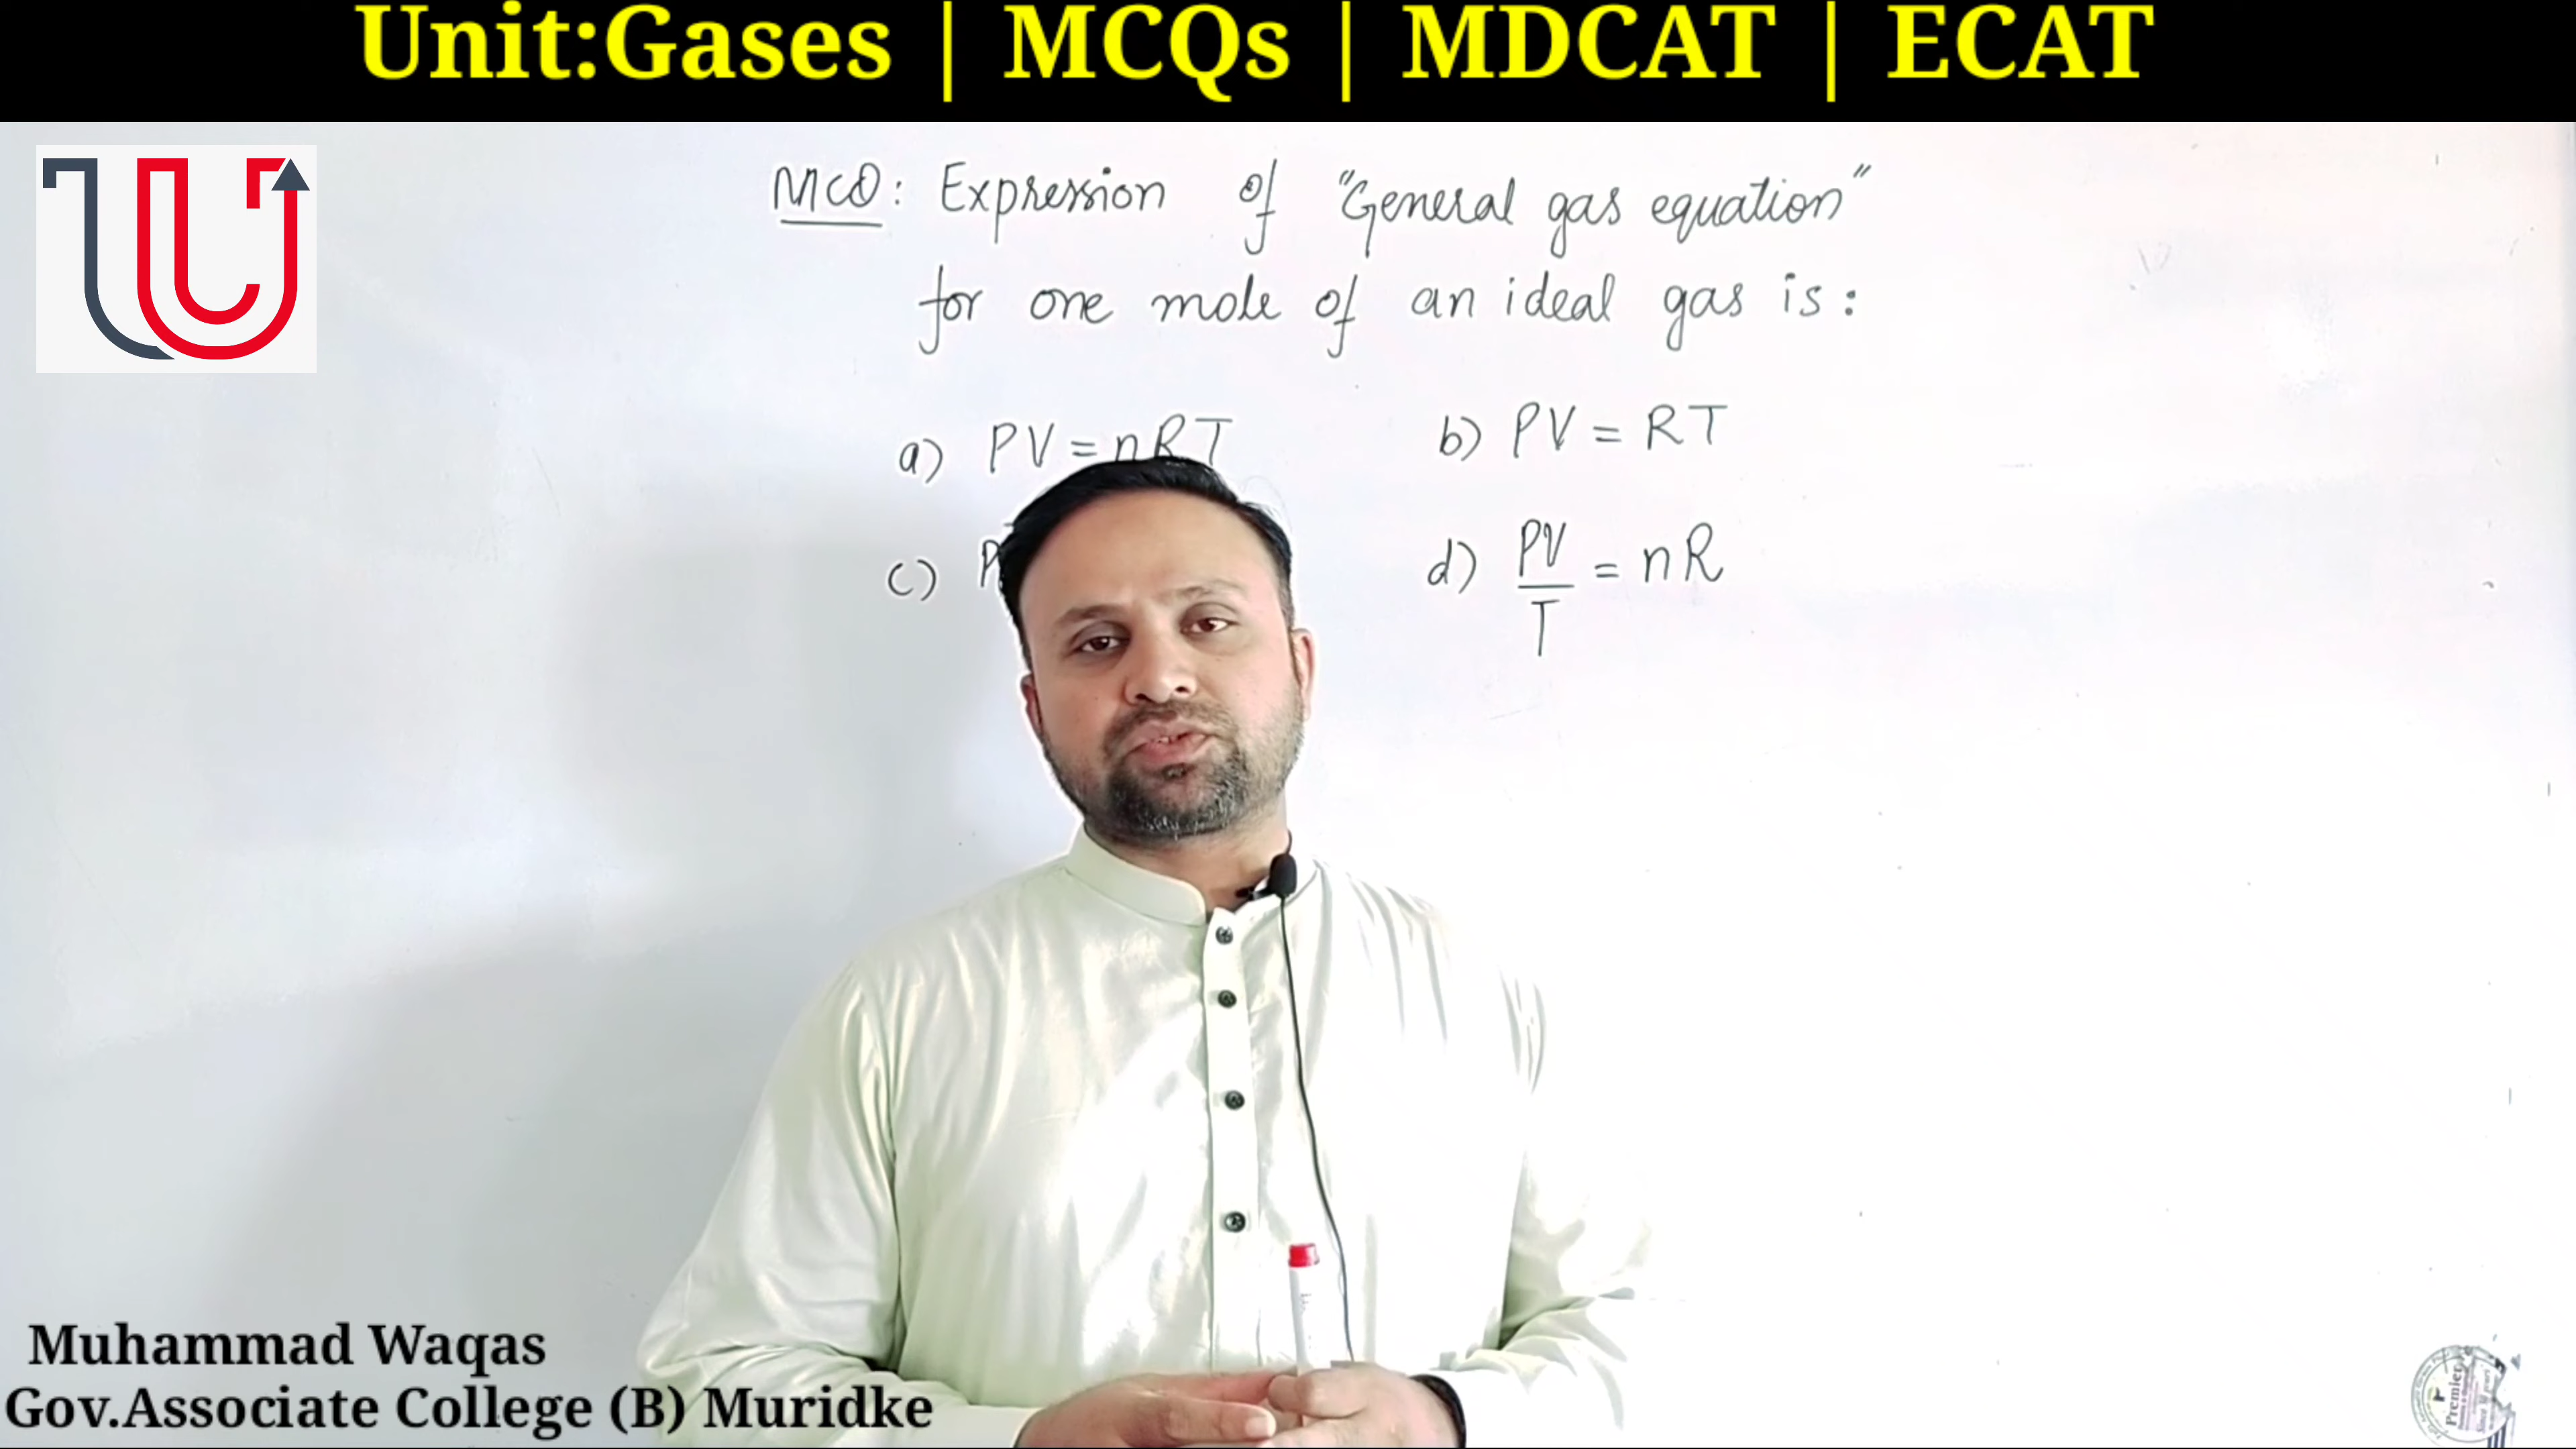 Unit:Gases | MCQs | MDCAT | ECAT
MCQ: Expression of "General gas equation"
for one mole of an ideal gas is:
a) PV = nRT
b) PV = RT
c) P
d) PV/T = nR
Muhammad Waqas
Gov.Associate College (B) Muridke
Premier